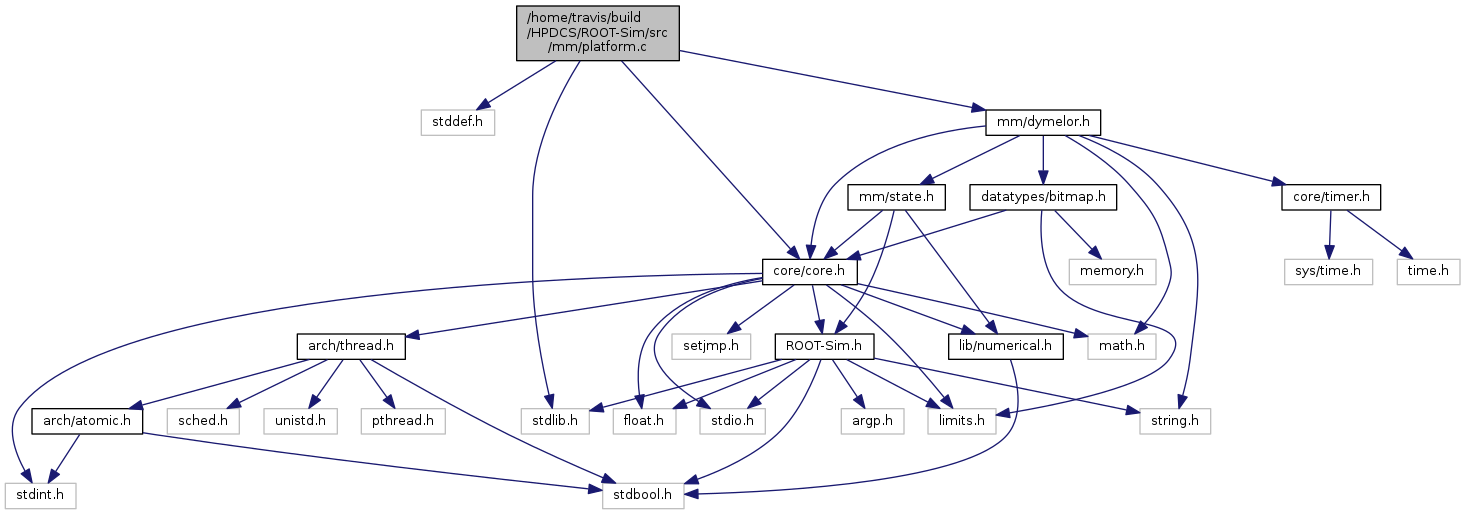 /home/travis/build
/HPDCS/ROOT-Sim/src
/mm/platform.c
stddef.h
mm/dymelor.h
mm/state.h
datatypes/bitmap.h
core/timer.h
core/core.h
memory.h
sys/time.h
time.h
arch/thread.h
setjmp.h
ROOT-Sim.h
lib/numerical.h
math.h
arch/atomic.h
sched.h
unistd.h
pthread.h
stdlib.h
float.h
stdio.h
argp.h
limits.h
string.h
stdint.h
stdbool.h